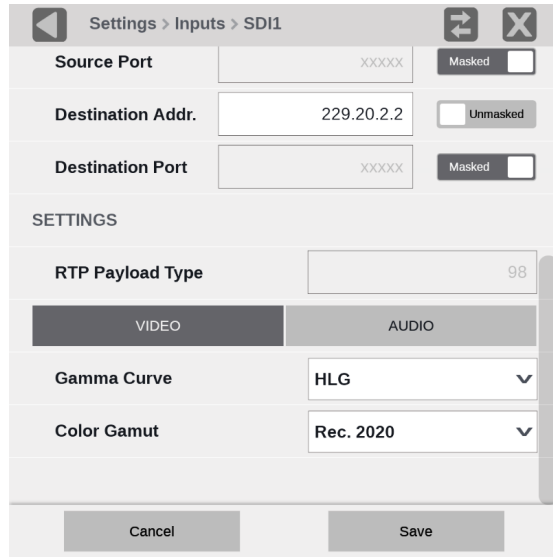 Settings > Inputs > SDI1
Source Port xxxxx Masked
Destination Addr. 229.20.2.2 Unmasked
Destination Port xxxxx Masked
SETTINGS
RTP Payload Type 98
VIDEO AUDIO
Gamma Curve HLG
Color Gamut Rec. 2020
Cancel Save